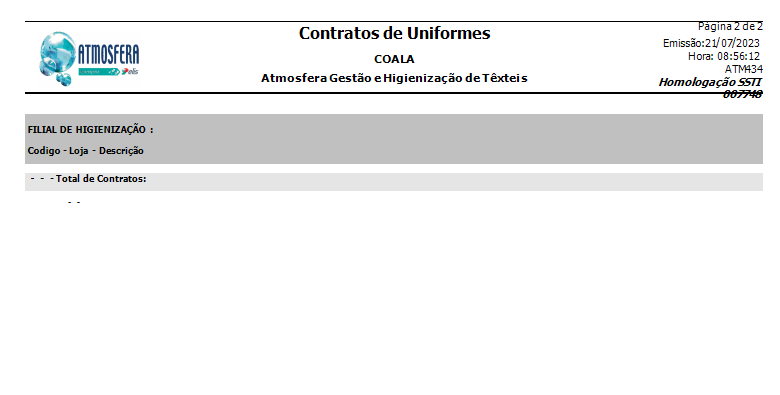 Página 2 de 2
Contratos de Uniformes
Emissão:21/07/2023
ATMOSFERA
Hora: 08:56:12
COALA
ATM434
elis
Atmosfera Gestão e Higienização de Têxteis
Homologação SSTI
007748
FILIAL DE HIGIENIZAÇÃO :
Codigo - Loja - Descrição
- - - Total de Contratos:
- -